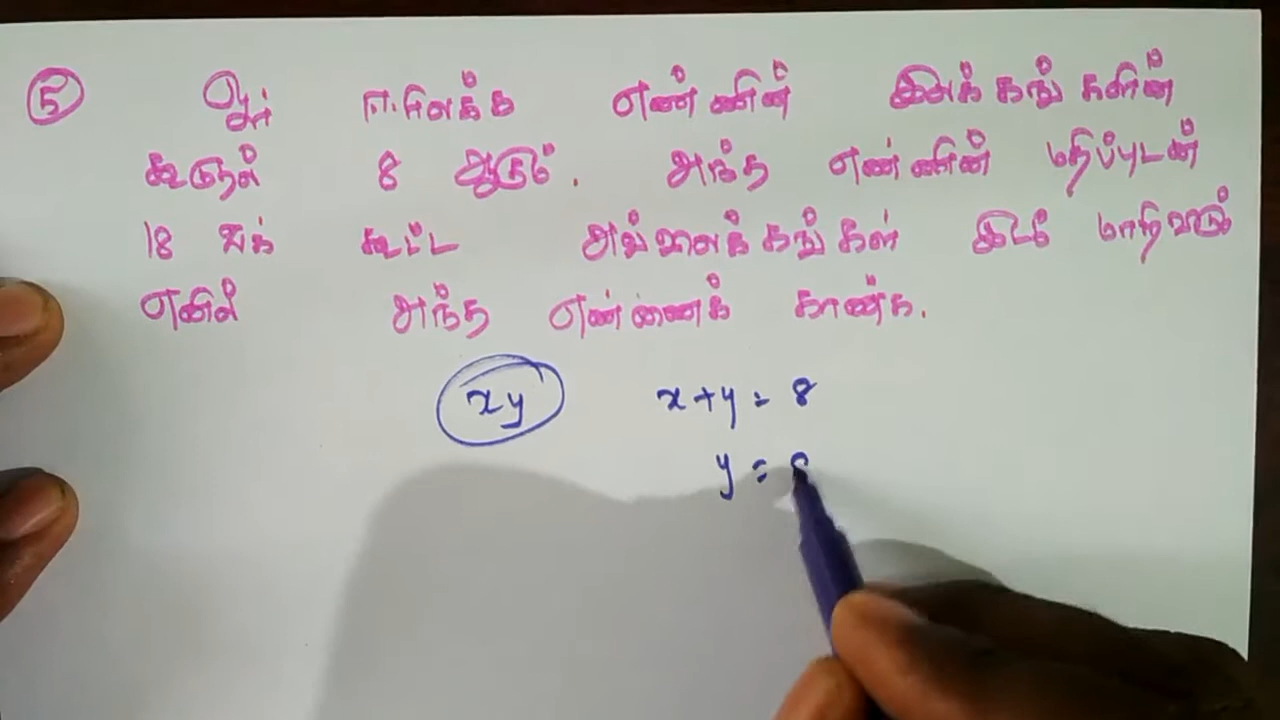 5 ஓர் ஈரிலக்க எண்ணின் இலக்கங்களின்
கூடுதல் 8 ஆகும். அந்த எண்ணின் மதிப்புடன்
18 ஐக் கூட்ட அவ்விலக்கங்கள் இடம் மாறிவிடும்
எனில் அந்த எண்ணைக் காண்க.
xy x+y = 8
y = 8